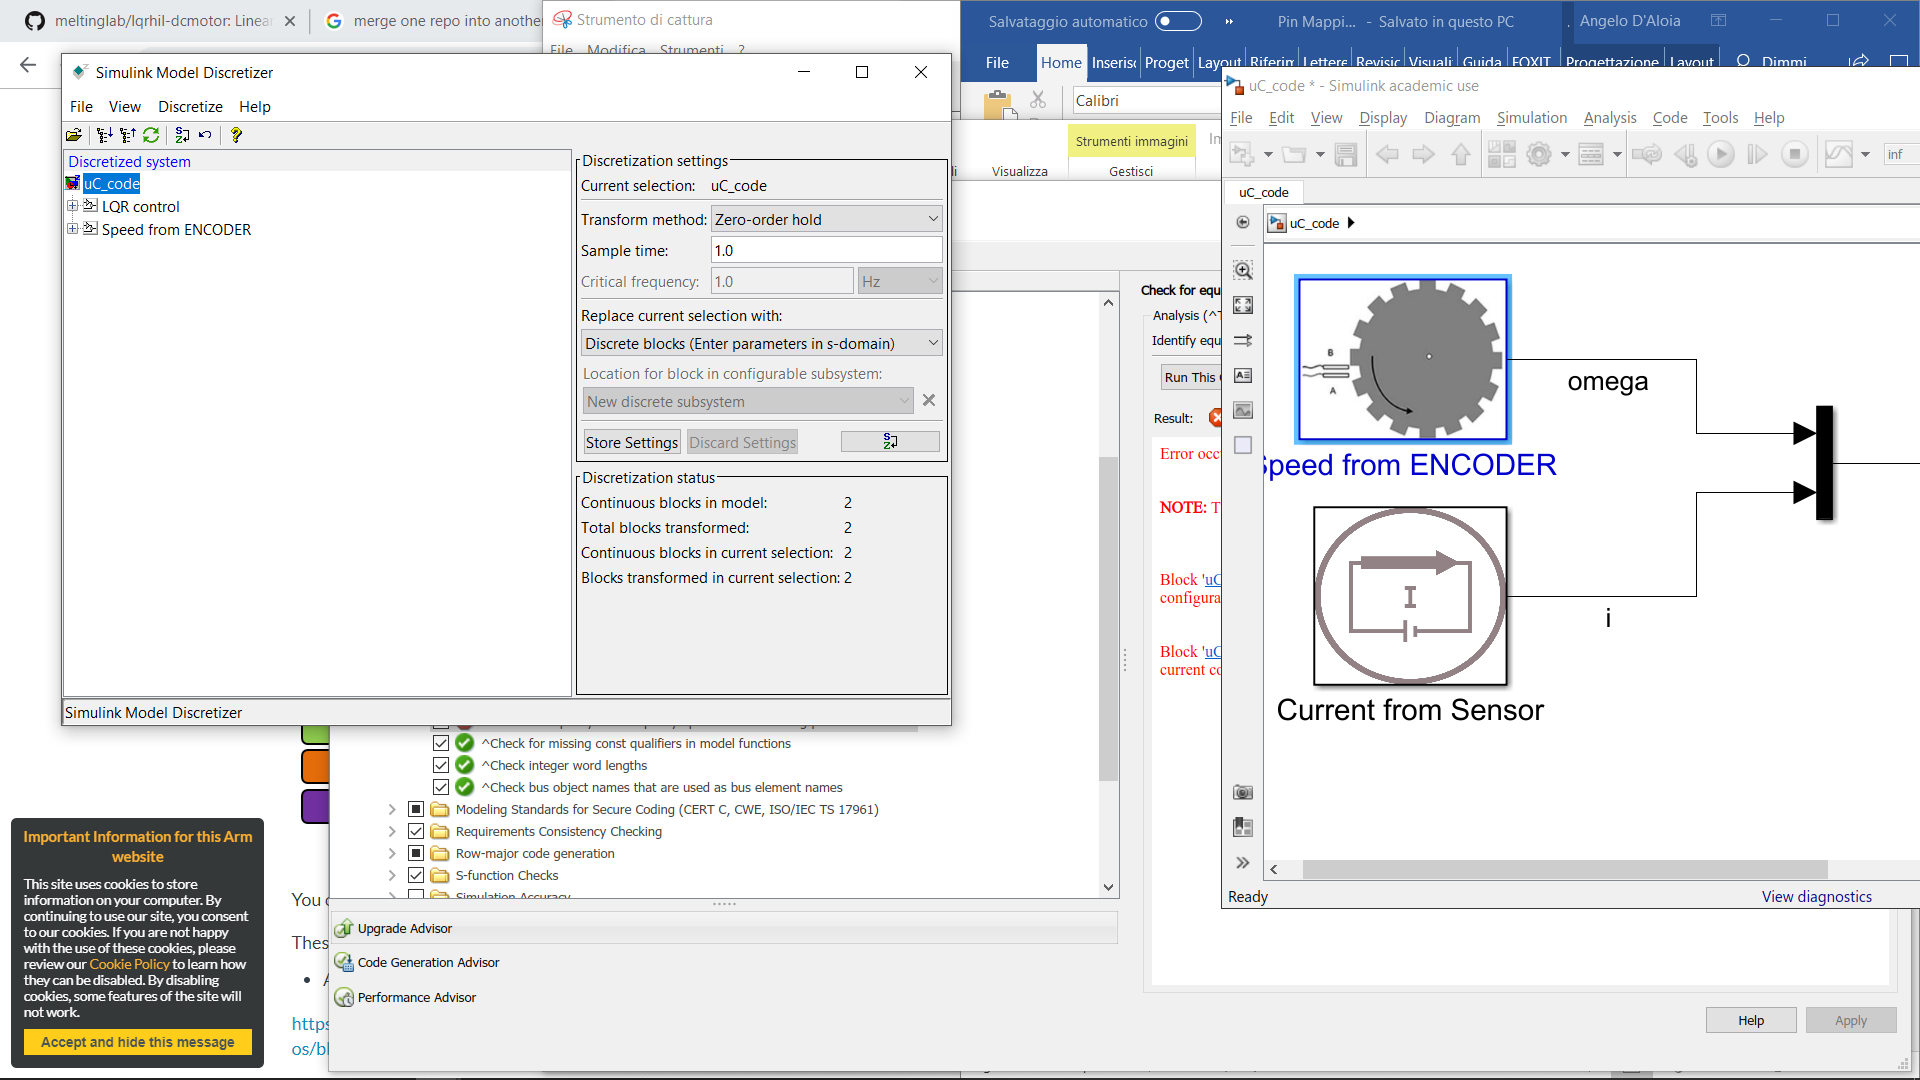 meltinglab/lqrhil-dcmotor: Linea
merge one repo into another
Strumento di cattura
File Modifica Strumenti ?
Salvataggio automatico
Pin Mappi... - Salvato in questo PC
Angelo D'Aloia
File Home Inserisc Proget Layout Riferim Lettere Revisic Visuali Guida FOXIT Progettazione Layout Dimmi
Calibri
Strumenti immagini
Visualizza
Gestisci
Simulink Model Discretizer
File View Discretize Help
Discretized system
uC_code
LQR control
Speed from ENCODER
Discretization settings
Current selection: uC_code
Transform method: Zero-order hold
Sample time: 1.0
Critical frequency: 1.0 Hz
Replace current selection with:
Discrete blocks (Enter parameters in s-domain)
Location for block in configurable subsystem:
New discrete subsystem
Store Settings Discard Settings
Discretization status
Continuous blocks in model: 2
Total blocks transformed: 2
Continuous blocks in current selection: 2
Blocks transformed in current selection: 2
Simulink Model Discretizer
Check for equ
Analysis (^T
Identify equ
Run This
Result:
Error occ
NOTE: T
Block 'uC
configura
Block 'uC
current co
uC_code * - Simulink academic use
File Edit View Display Diagram Simulation Analysis Code Tools Help
inf
uC_code
uC_code
B
A
omega
Speed from ENCODER
I
i
Current from Sensor
Ready
View diagnostics
^Check for missing const qualifiers in model functions
^Check integer word lengths
^Check bus object names that are used as bus element names
Modeling Standards for Secure Coding (CERT C, CWE, ISO/IEC TS 17961)
Requirements Consistency Checking
Row-major code generation
S-function Checks
Simulation Accuracy
Upgrade Advisor
Code Generation Advisor
Performance Advisor
Help Apply
Important Information for this Arm
website
This site uses cookies to store
information on your computer. By
continuing to use our site, you consent
to our cookies. If you are not happy
with the use of these cookies, please
review our Cookie Policy to learn how
they can be disabled. By disabling
cookies, some features of the site will
not work.
Accept and hide this message
You
Thes
https
os/bl